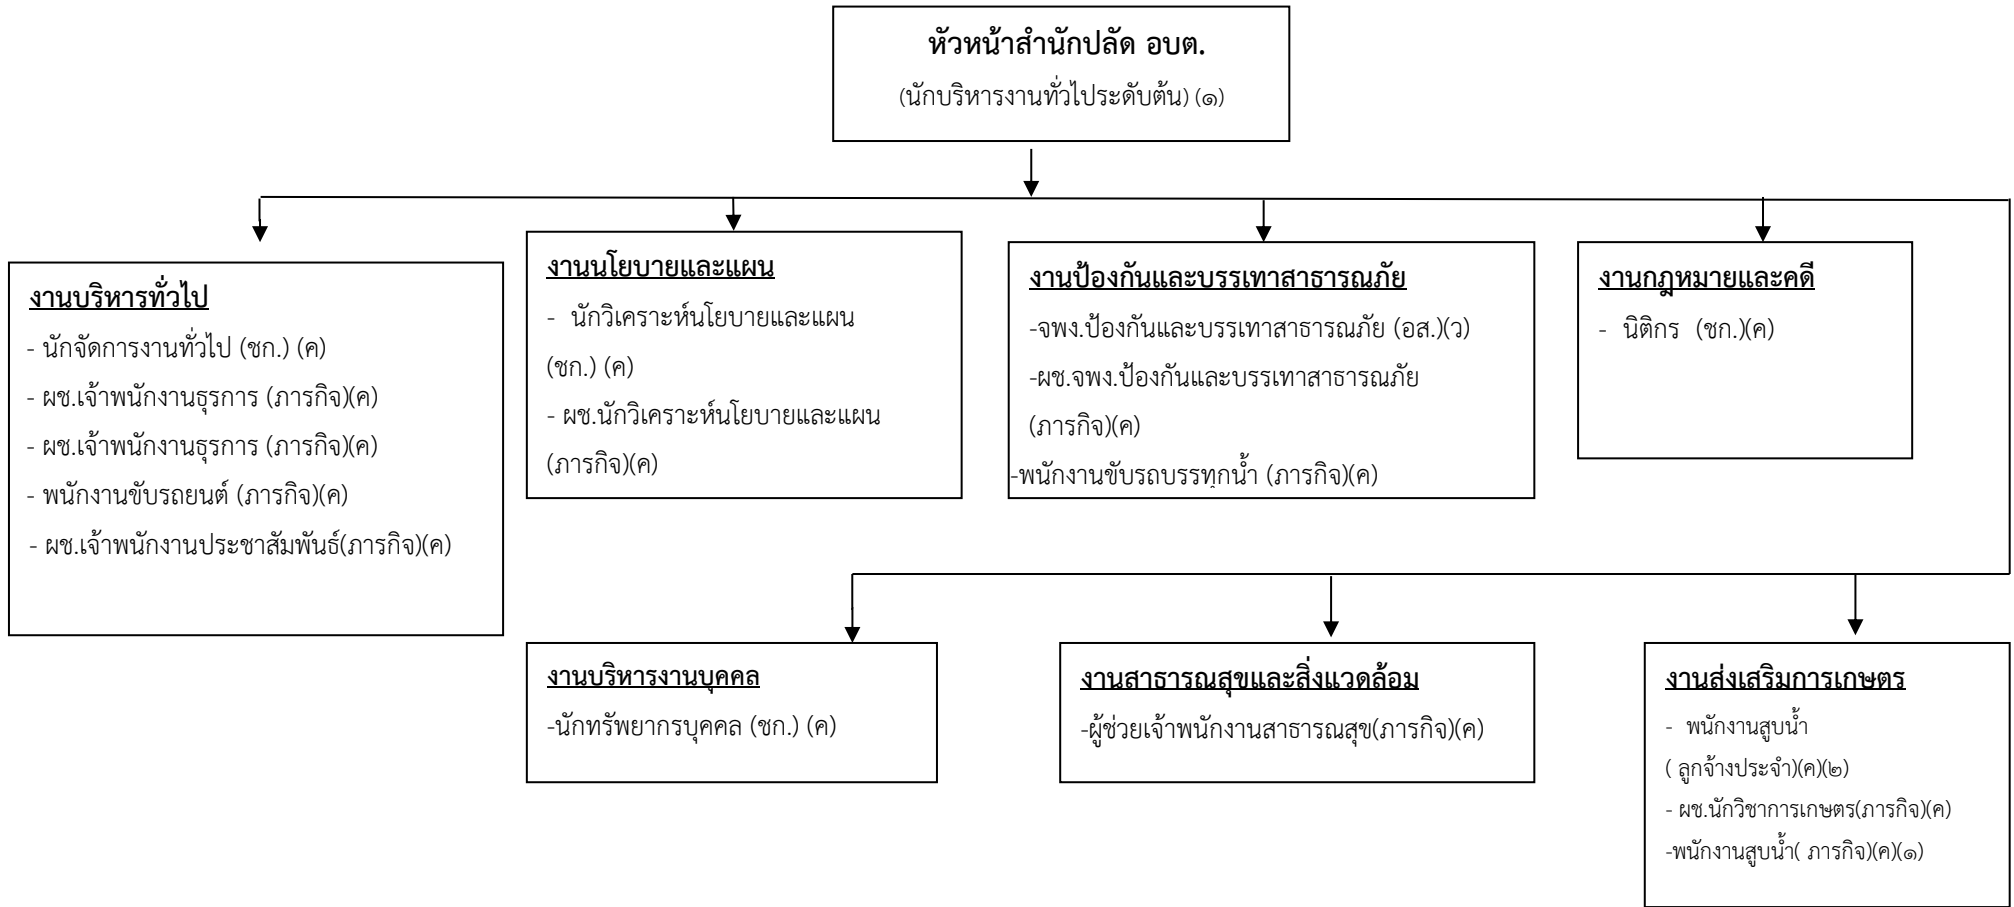 หัวหน้าสำนักปลัด อบต.
(นักบริหารงานทั่วไประดับต้น) (๑)
งานบริหารทั่วไป
- นักจัดการงานทั่วไป (ชก.) (ค)
- ผช.เจ้าพนักงานธุรการ (ภารกิจ)(ค)
- ผช.เจ้าพนักงานธุรการ (ภารกิจ)(ค)
- พนักงานขับรถยนต์ (ภารกิจ)(ค)
- ผช.เจ้าพนักงานประชาสัมพันธ์(ภารกิจ)(ค)
งานนโยบายและแผน
- นักวิเคราะห์นโยบายและแผน
(ชก.) (ค)
- ผช.นักวิเคราะห์นโยบายและแผน
(ภารกิจ)(ค)
งานป้องกันและบรรเทาสาธารณภัย
-จพง.ป้องกันและบรรเทาสาธารณภัย (อส.)(ว)
-ผช.จพง.ป้องกันและบรรเทาสาธารณภัย
(ภารกิจ)(ค)
-พนักงานขับรถบรรทุกน้ำ (ภารกิจ)(ค)
งานกฎหมายและคดี
- นิติกร (ชก.)(ค)
งานบริหารงานบุคคล
-นักทรัพยากรบุคคล (ชก.) (ค)
งานสาธารณสุขและสิ่งแวดล้อม
-ผู้ช่วยเจ้าพนักงานสาธารณสุข(ภารกิจ)(ค)
งานส่งเสริมการเกษตร
- พนักงานสูบน้ำ
( ลูกจ้างประจำ)(ค)(๒)
- ผช.นักวิชาการเกษตร(ภารกิจ)(ค)
-พนักงานสูบน้ำ( ภารกิจ)(ค)(๑)